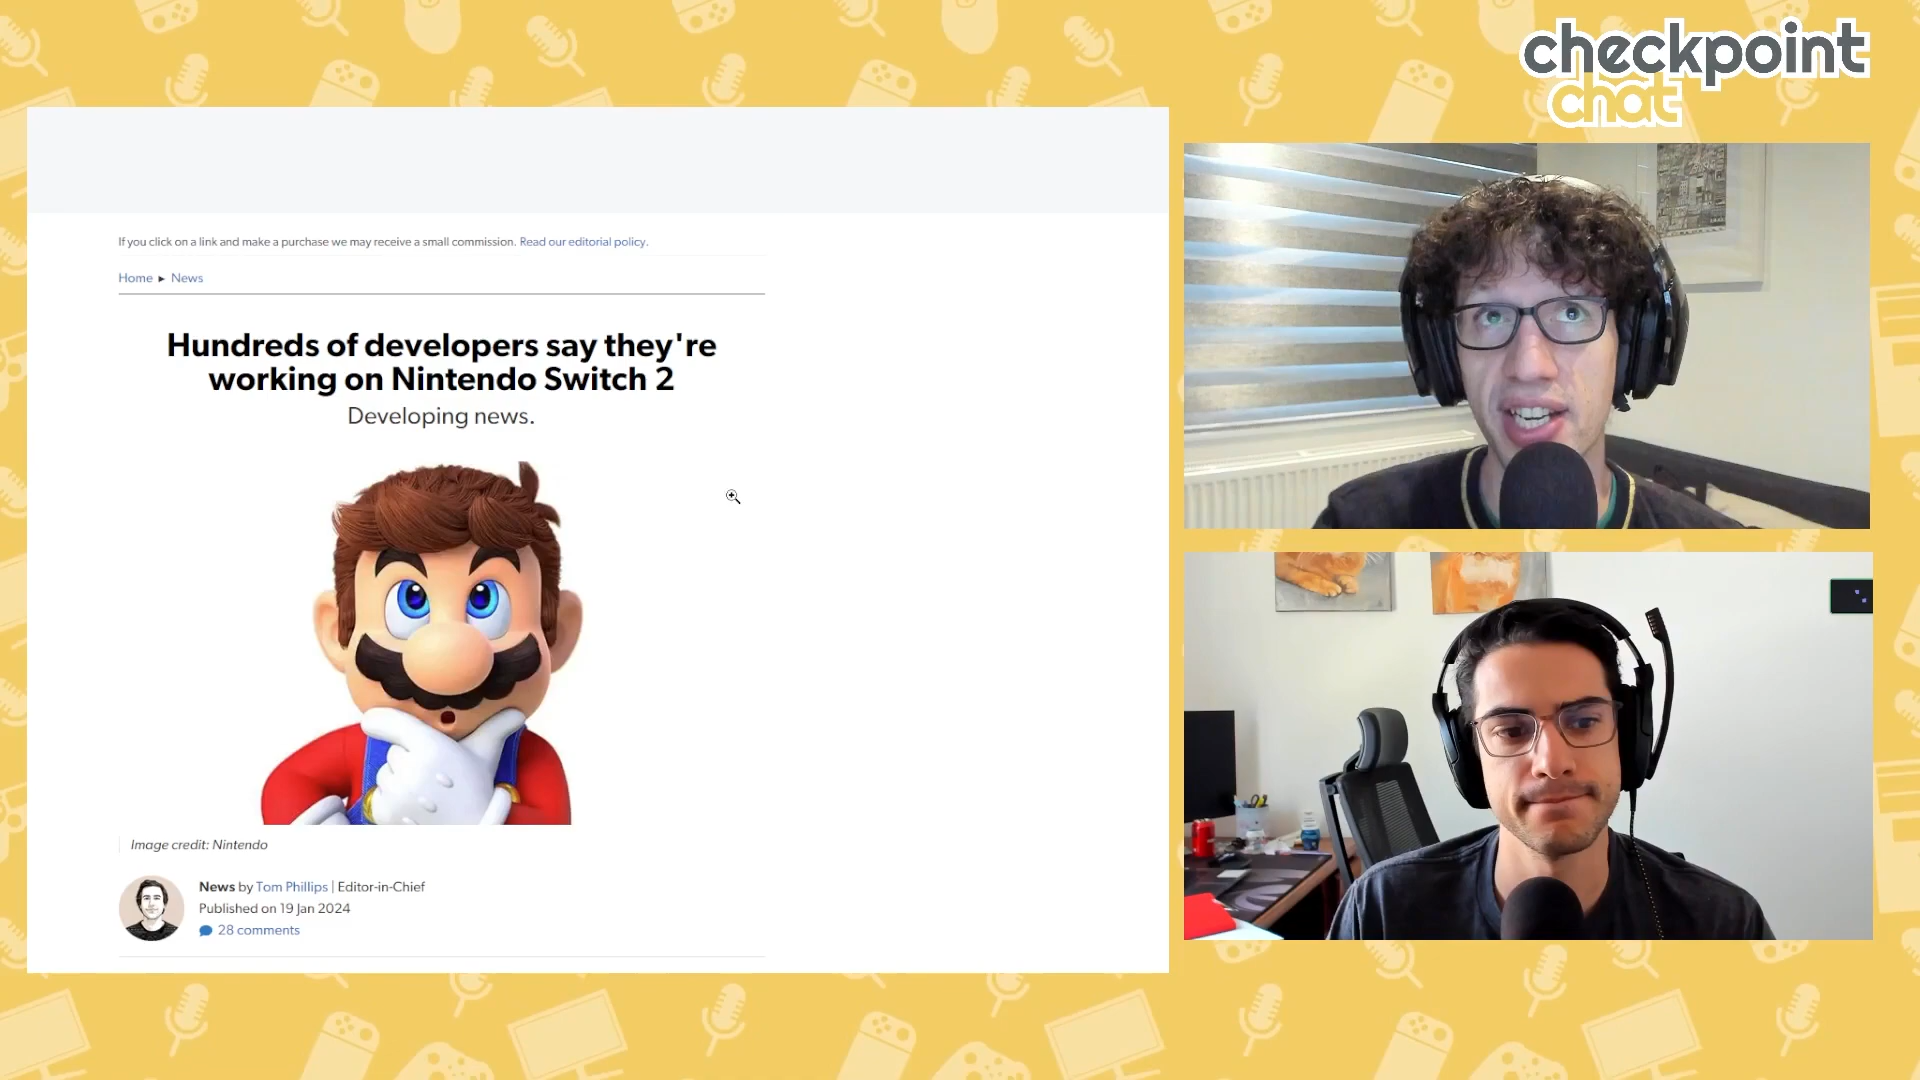 checkpoint
chat
If you click on a link and make a purchase we may receive a small commission. Read our editorial policy.
Home ▸ News
Hundreds of developers say they're
working on Nintendo Switch 2
Developing news.
Image credit: Nintendo
News by Tom Phillips | Editor-in-Chief
Published on 19 Jan 2024
28 comments